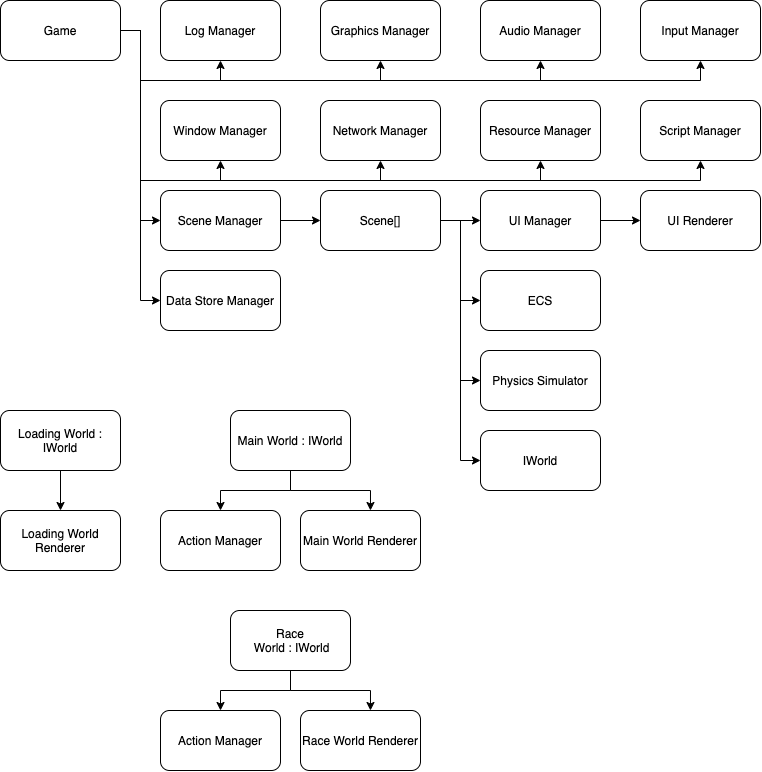 Game
Log Manager
Graphics Manager
Audio Manager
Input Manager
Window Manager
Network Manager
Resource Manager
Script Manager
Scene Manager
Scene[]
UI Manager
UI Renderer
Data Store Manager
ECS
Physics Simulator
IWorld
Loading World :
IWorld
Main World : IWorld
Loading World
Renderer
Action Manager
Main World Renderer
Race
World : IWorld
Action Manager
Race World Renderer